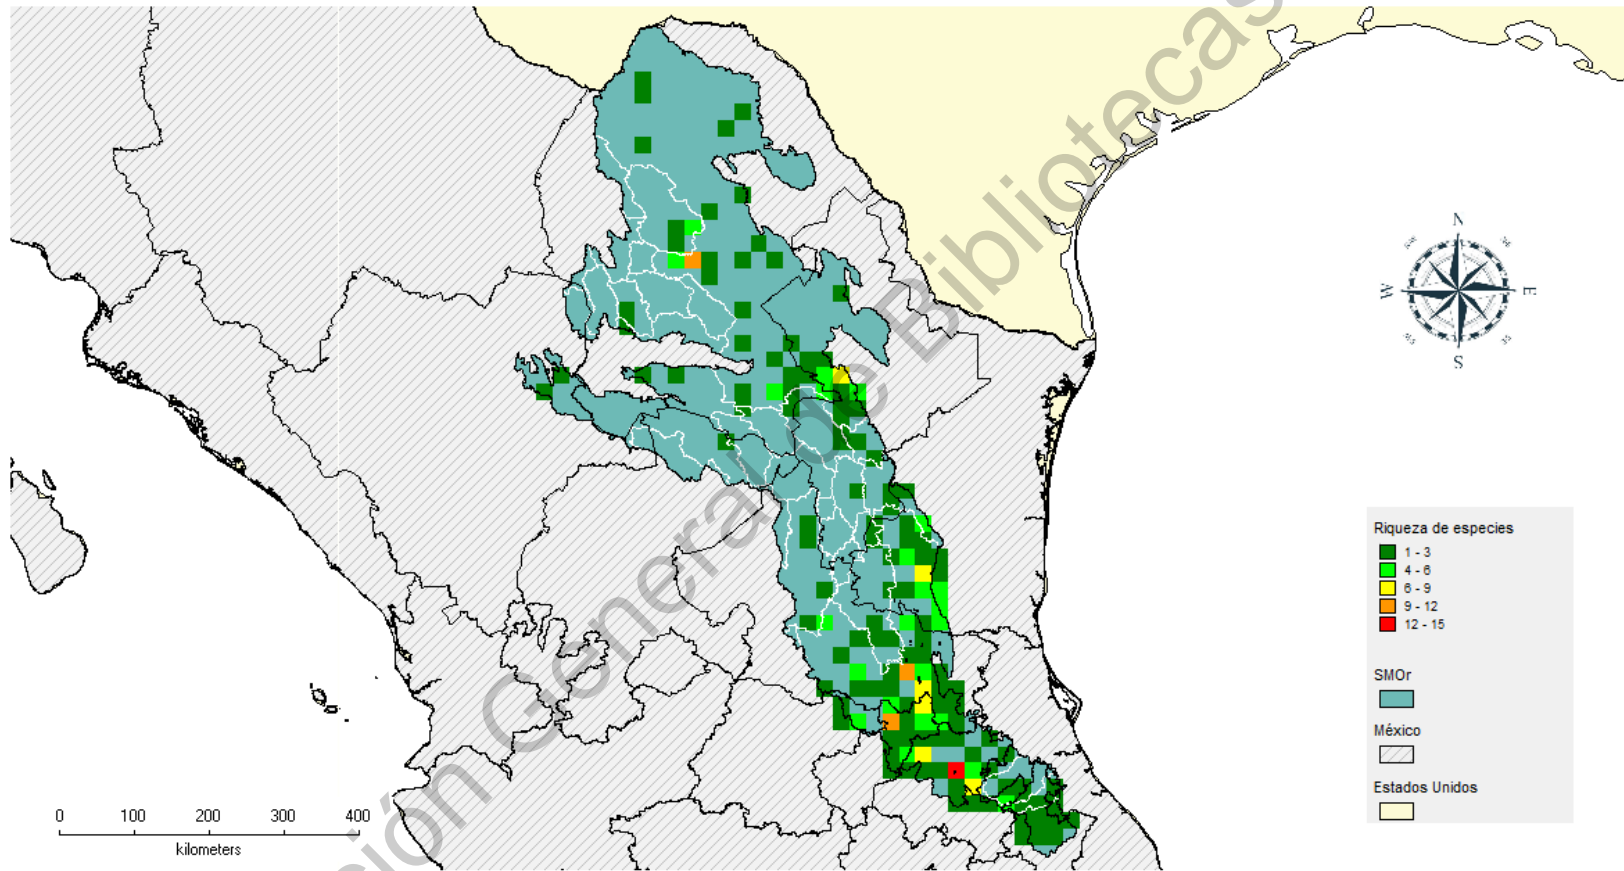 Dirección General de Bibliotecas
N
W
E
S
Riqueza de especies
1 - 3
4 - 6
6 - 9
9 - 12
12 - 15
SMOr
México
Estados Unidos
0 100 200 300 400
kilometers